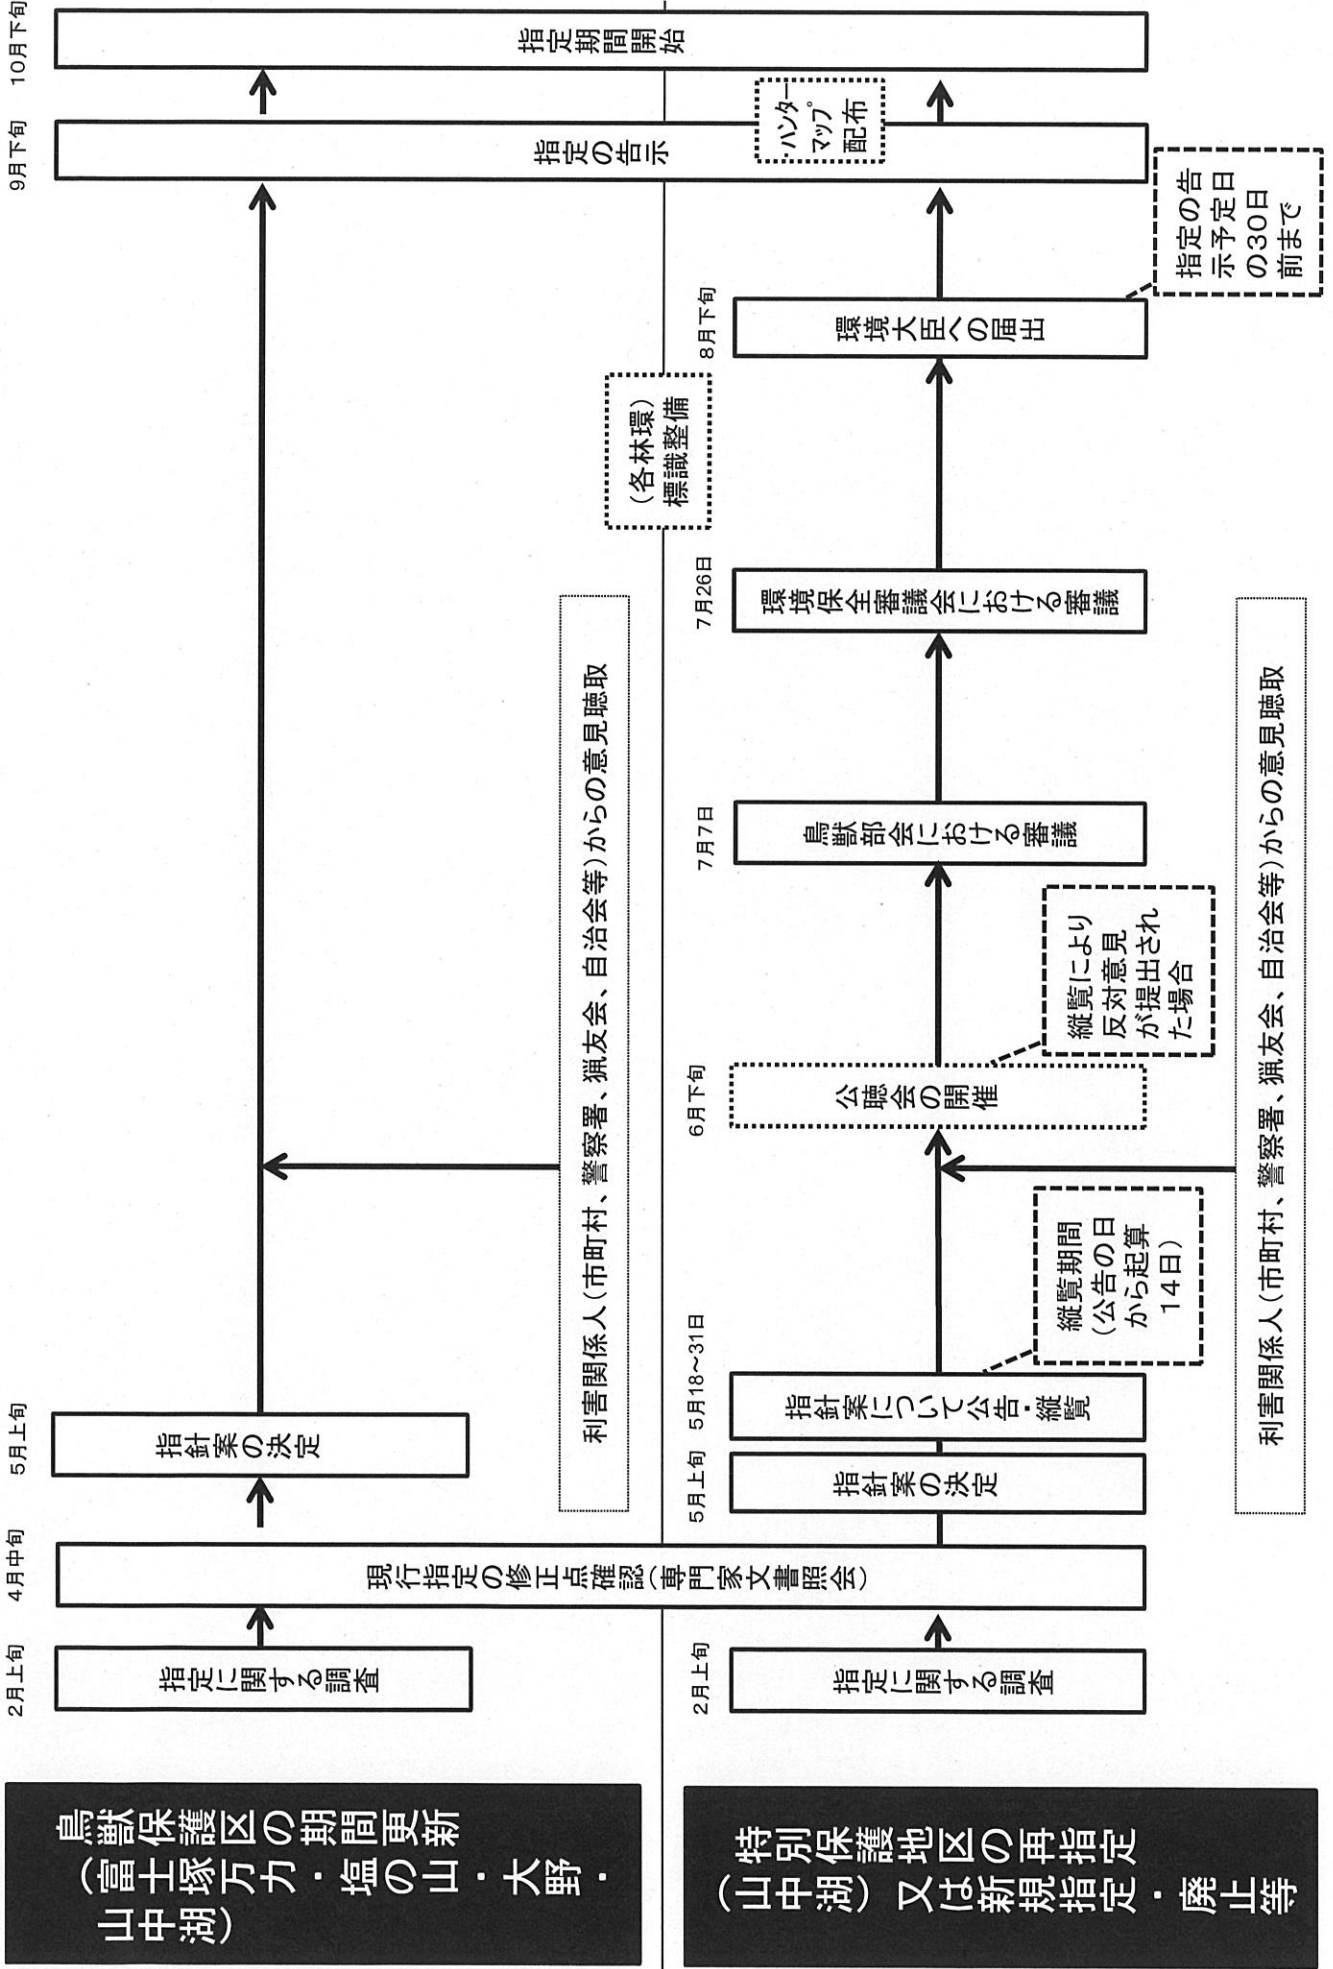 鳥獣保護区の期間更新
（富士塚万力・塩の山・大野・
山中湖）
2月上旬
指定に関する調査
4月中旬
現行指定の修正点確認（専門家文書照会）
5月上旬
指針案の決定
利害関係人（市町村、警察署、猟友会、自治会等）からの意見聴取
（各林環）
標識整備
9月下旬
指定の告示
ハンター
マップ
配布
10月下旬
指定期間開始
特別保護地区の再指定
（山中湖）又は新規指定・廃止等
2月上旬
指定に関する調査
5月上旬
指針案の決定
5月18～31日
指針案について公告・縦覧
縦覧期間
（公告の日
から起算
14日）
6月下旬
公聴会の開催
縦覧により
反対意見
が提出され
た場合
7月7日
鳥獣部会における審議
7月26日
環境保全審議会における審議
8月下旬
環境大臣への届出
指定の告
示予定日
の30日
前まで
利害関係人（市町村、警察署、猟友会、自治会等）からの意見聴取